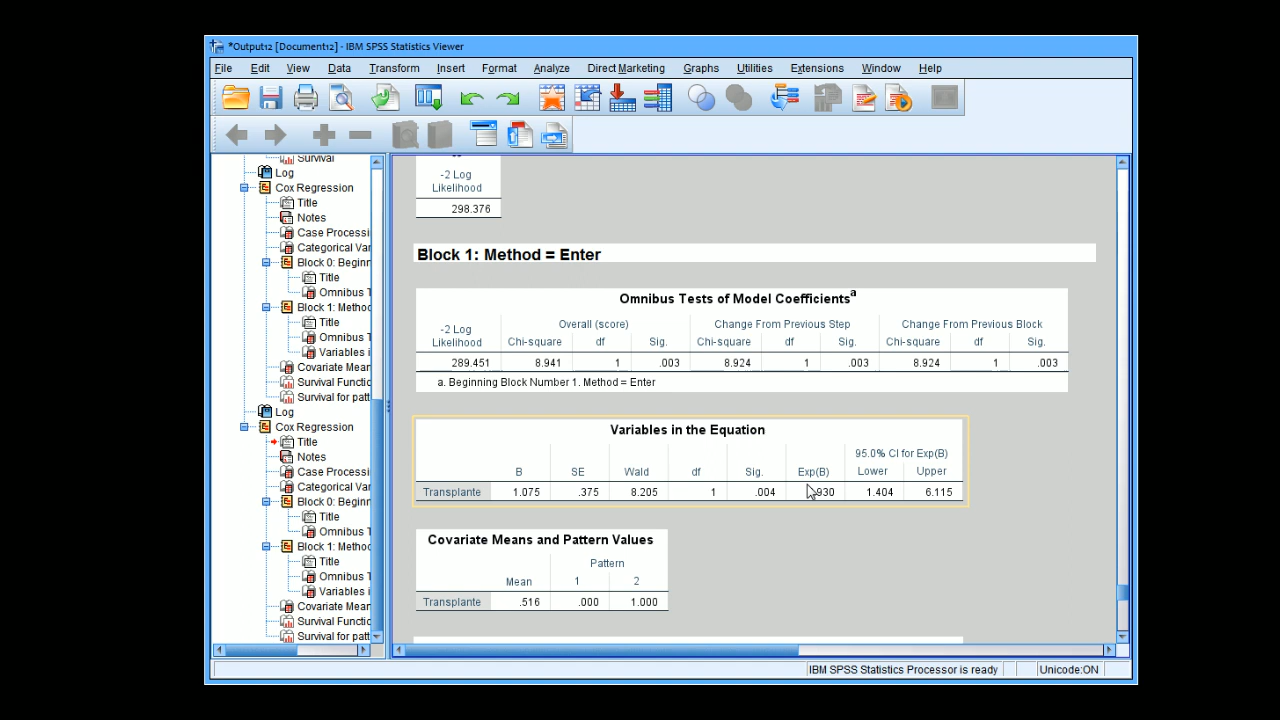 *Output12 [Document12] - IBM SPSS Statistics Viewer
File Edit View Data Transform Insert Format Analyze Direct Marketing Graphs Utilities Extensions Window Help
Survival
Log
Cox Regression
Title
Notes
Case Processi
Categorical Var
Block 0: Beginn
Title
Omnibus T
Block 1: Method
Title
Omnibus T
Variables i
Covariate Mean
Survival Functio
Survival for patt
Log
Cox Regression
Title
Notes
Case Processi
Categorical Var
Block 0: Beginn
Title
Omnibus T
Block 1: Method
Title
Omnibus T
Variables i
Covariate Mean
Survival Functio
Survival for patt
-2 Log
Likelihood
298.376
Block 1: Method = Enter
Omnibus Tests of Model Coefficientsa
-2 Log Likelihood Overall (score) Change From Previous Step Change From Previous Block
Chi-square df Sig. Chi-square df Sig. Chi-square df Sig.
289.451 8.941 1 .003 8.924 1 .003 8.924 1 .003
a. Beginning Block Number 1. Method = Enter
Variables in the Equation
95.0% CI for Exp(B)
B SE Wald df Sig. Exp(B) Lower Upper
Transplante 1.075 .375 8.205 1 .004 930 1.404 6.115
Covariate Means and Pattern Values
Pattern
Mean 1 2
Transplante .516 .000 1.000
IBM SPSS Statistics Processor is ready Unicode:ON